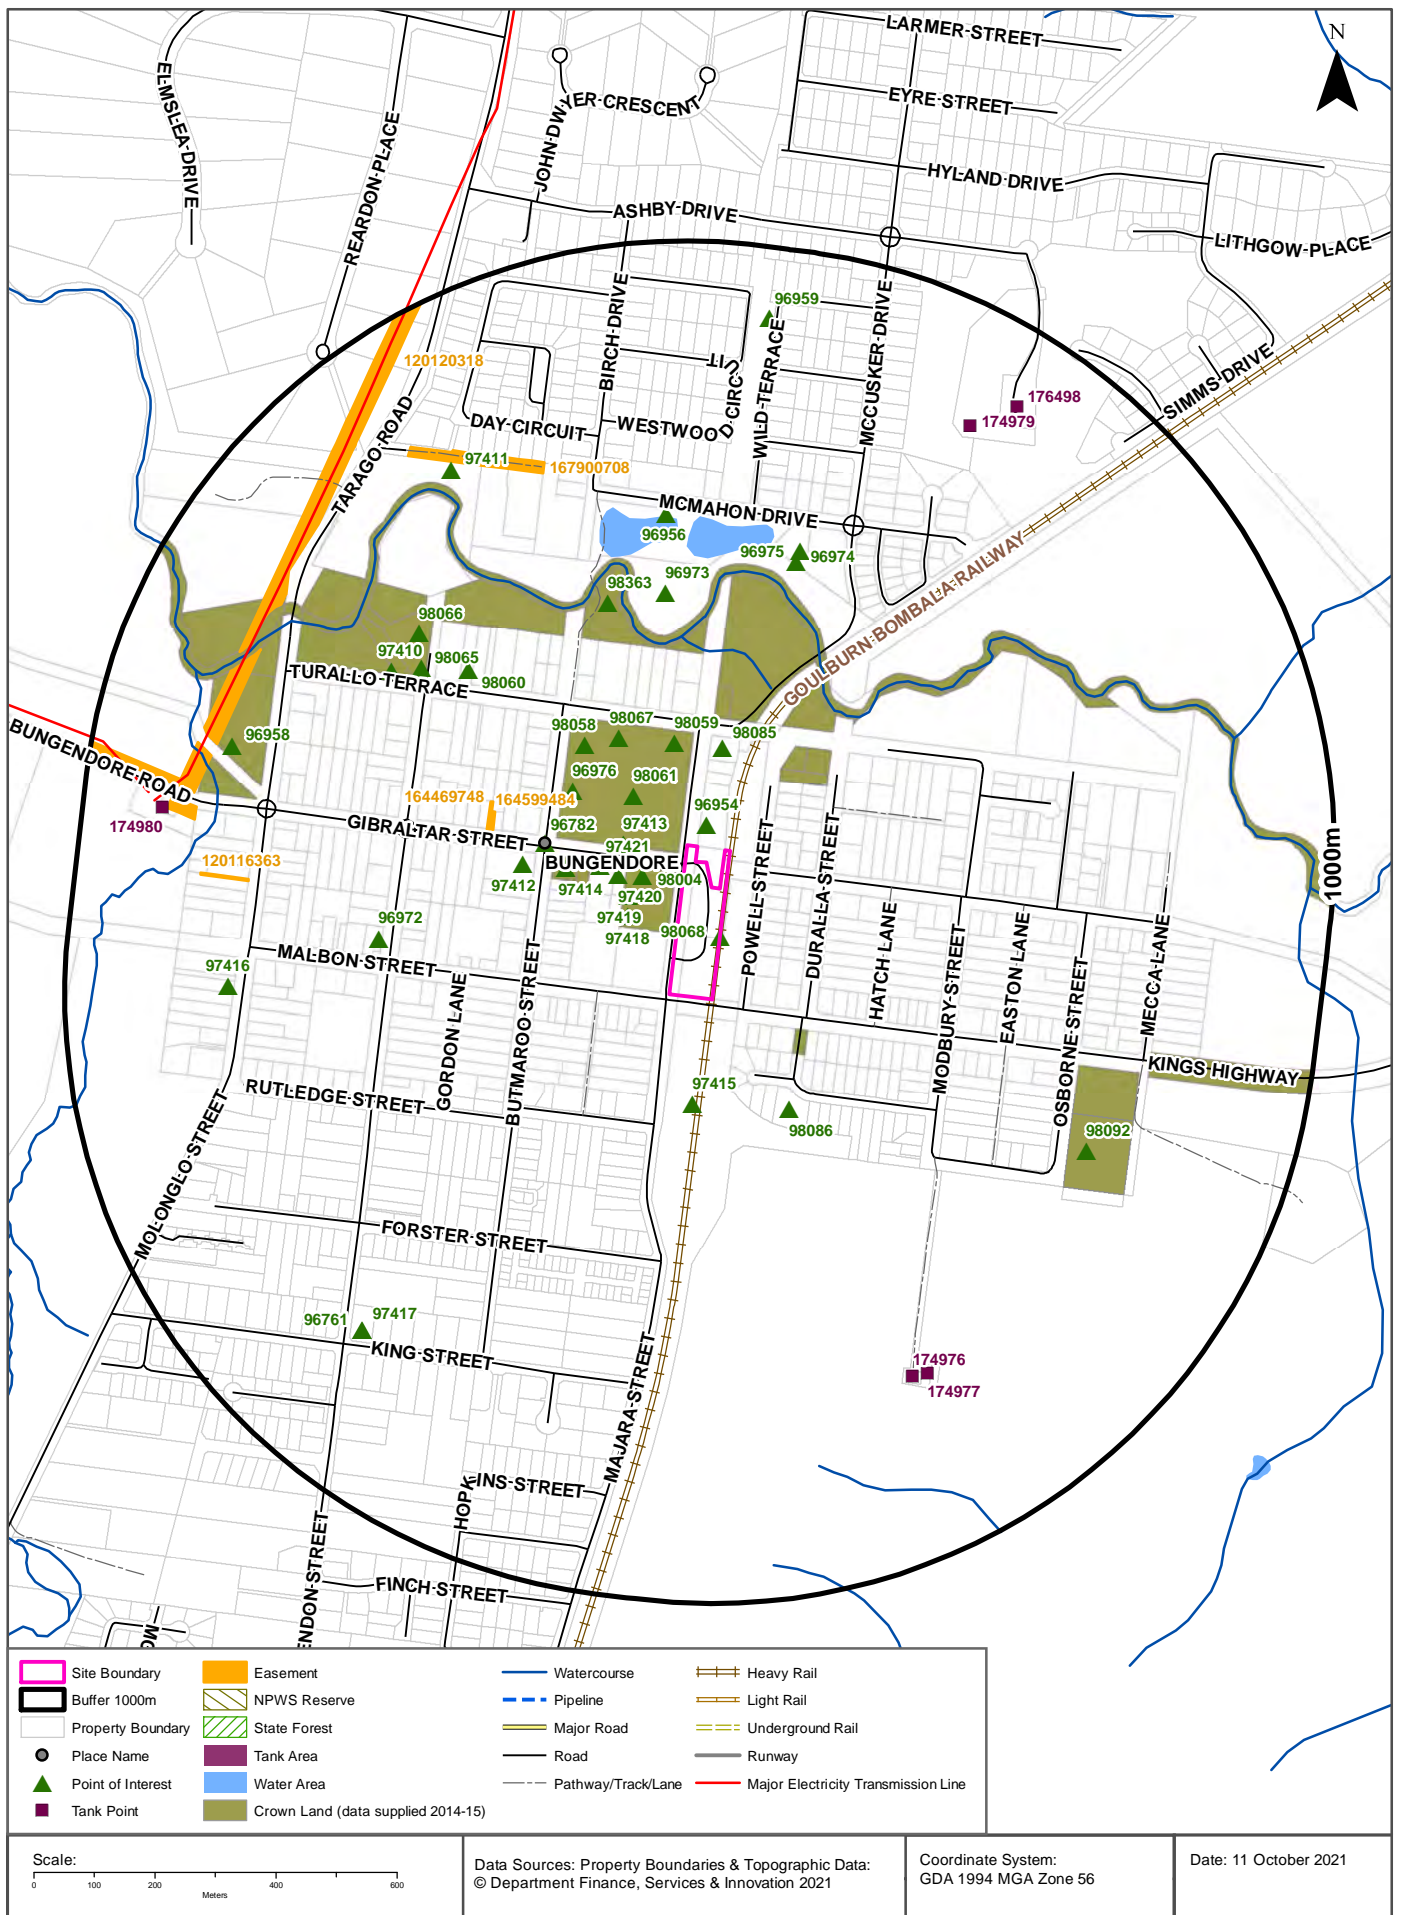 LARMER STREET
N
EYRE STREET
ELMSLEA DRIVE
JOHN DWYER CRESCENT
REARDON PLACE
HYLAND DRIVE
ASHBY DRIVE
LITHGOW PLACE
BIRCH DRIVE
96959
MCCUSKER DRIVE
WILD TERRACE
120120318
WESTWOOD CIRCUIT
SIMMS DRIVE
176498
174979
DAY CIRCUIT
TARAGO ROAD
97411
167900708
MCMAHON DRIVE
96956
96975
96974
GOULBURN-BOMBALA RAILWAY
98363
96973
98066
97410
98065
98060
TURALLO TERRACE
98058
98067
98059
98085
96958
BUNGENDORE ROAD
96976
98061
164469748
164599484
96954
174980
GIBRALTAR STREET
96782
97413
97421
BUNGENDORE
120116363
97412
97414
98004
97420
97419
97418
98068
POWELL STREET
DURALLA STREET
1000m
96972
HATCH LANE
MODBURY STREET
EASTON LANE
OSBORNE STREET
MECCA LANE
97416
MALBON STREET
GORDON LANE
BUTMAROO STREET
KINGS HIGHWAY
RUTLEDGE STREET
97415
98086
98092
MOLONGLO STREET
FORSTER STREET
96761
97417
KING STREET
MAJARA STREET
174976
174977
HOPKINS STREET
ENDON STREET
FINCH STREET
MO
Site Boundary
Buffer 1000m
Property Boundary
Place Name
Point of Interest
Tank Point
Easement
NPWS Reserve
State Forest
Tank Area
Water Area
Crown Land (data supplied 2014-15)
Watercourse
Pipeline
Major Road
Road
Pathway/Track/Lane
Heavy Rail
Light Rail
Underground Rail
Runway
Major Electricity Transmission Line
Scale:
0 100 200 400 600
Meters
Data Sources: Property Boundaries & Topographic Data:
© Department Finance, Services & Innovation 2021
Coordinate System:
GDA 1994 MGA Zone 56
Date: 11 October 2021